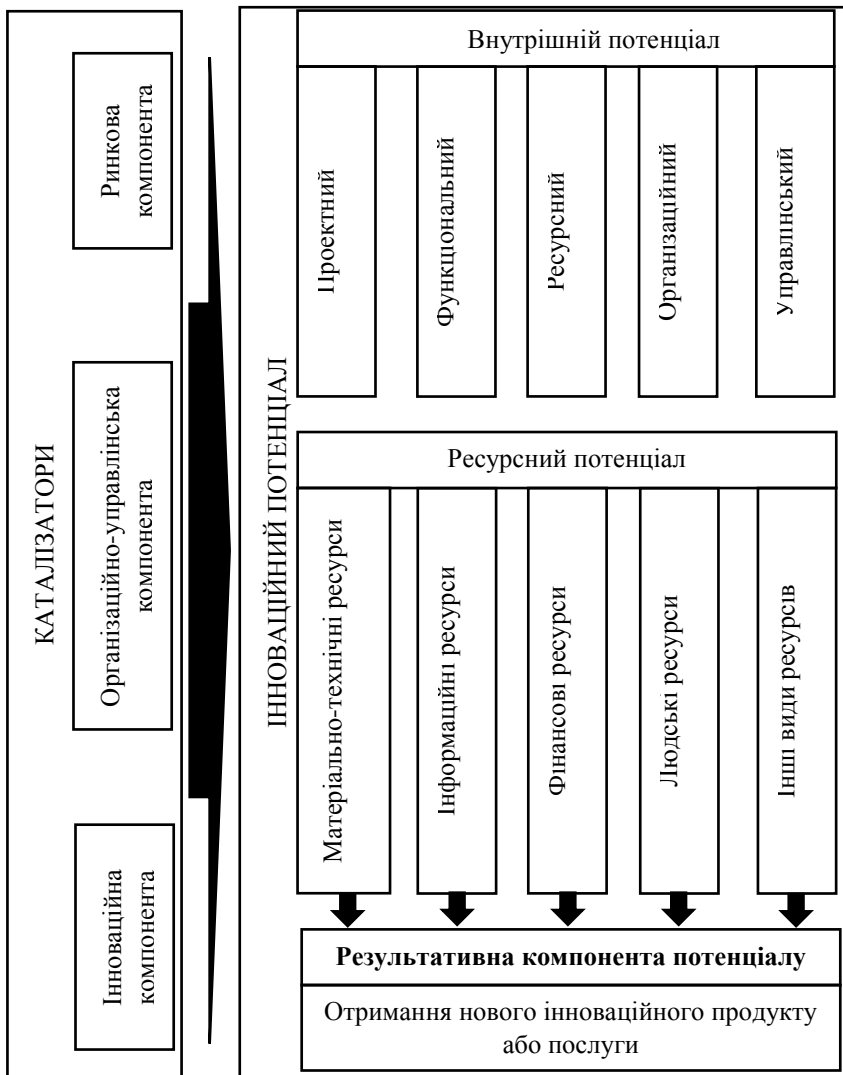 КАТАЛІЗАТОРИ
Ринкова
компонента
Організаційно-управлінська
компонента
Інноваційна
компонента
ІННОВАЦІЙНИЙ ПОТЕНЦІАЛ
Внутрішній потенціал
Проектний
Функціональний
Ресурсний
Організаційний
Управлінський
Ресурсний потенціал
Матеріально-технічні ресурси
Інформаційні ресурси
Фінансові ресурси
Людські ресурси
Інші види ресурсів
Результативна компонента потенціалу
Отримання нового інноваційного продукту
або послуги